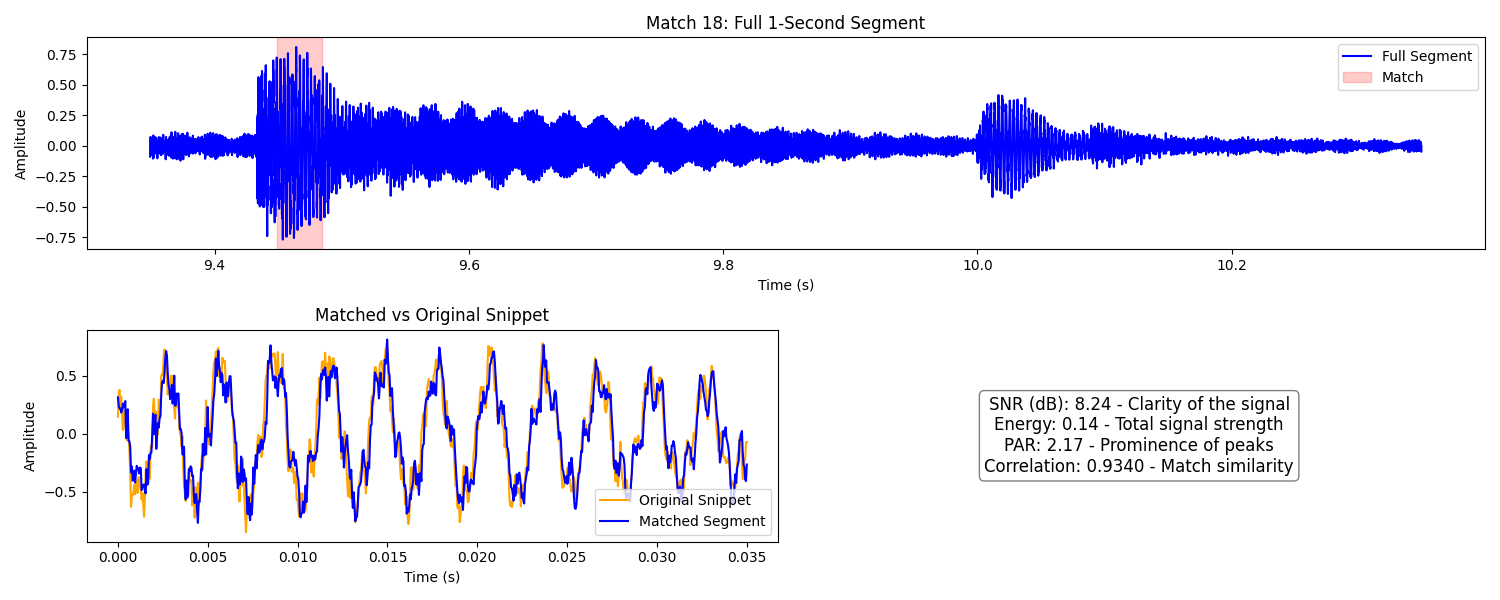 Match 18: Full 1-Second Segment
Amplitude
0.75
0.50
0.25
0.00
−0.25
−0.50
−0.75
Full Segment
Match
9.4 9.6 9.8 10.0 10.2
Time (s)
Matched vs Original Snippet
Amplitude
0.5
0.0
−0.5
Original Snippet
Matched Segment
0.000 0.005 0.010 0.015 0.020 0.025 0.030 0.035
Time (s)
SNR (dB): 8.24 - Clarity of the signal
Energy: 0.14 - Total signal strength
PAR: 2.17 - Prominence of peaks
Correlation: 0.9340 - Match similarity